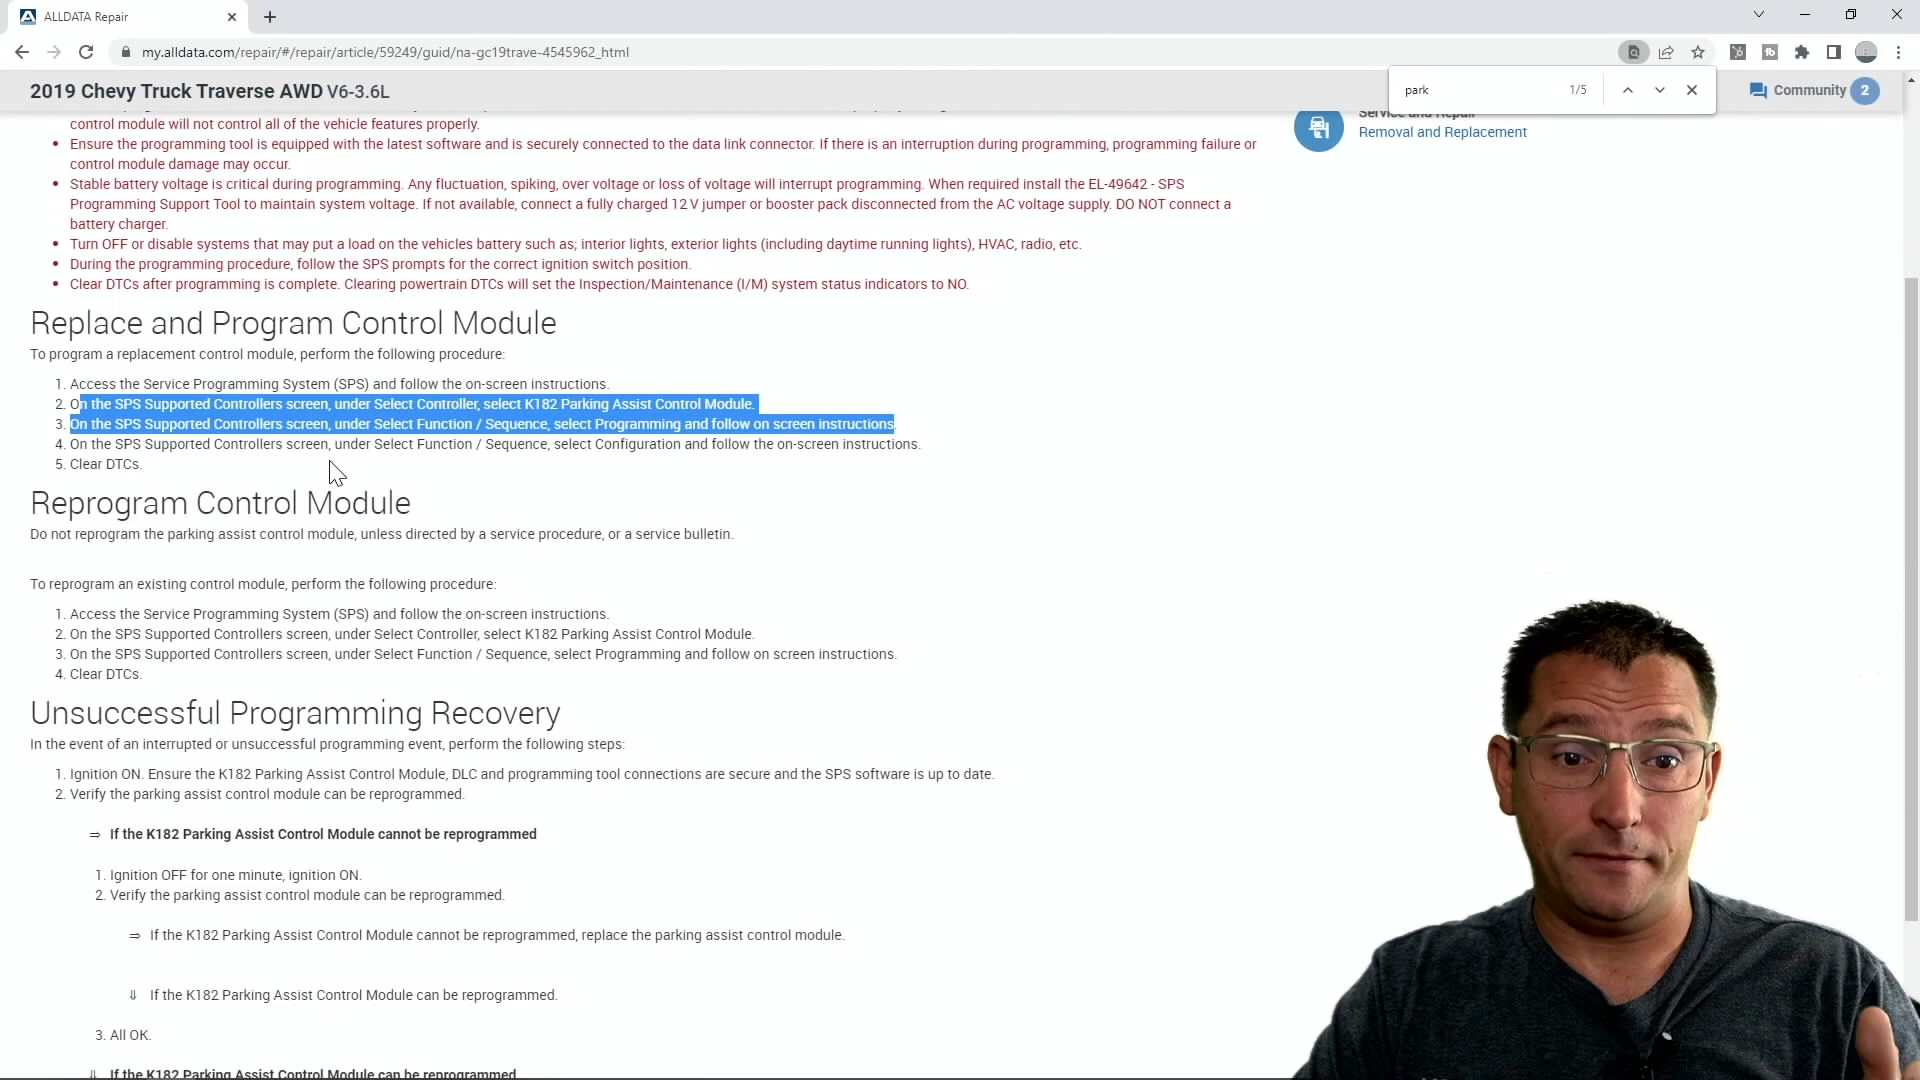 ALLDATA Repair
my.alldata.com/repair/#/repair/article/59249/guid/na-gc19trave-4545962_html
park 1/5
2019 Chevy Truck Traverse AWD V6-3.6L
Community 2
Service and Repair
Removal and Replacement
control module will not control all of the vehicle features properly.
• Ensure the programming tool is equipped with the latest software and is securely connected to the data link connector. If there is an interruption during programming, programming failure or
control module damage may occur.
• Stable battery voltage is critical during programming. Any fluctuation, spiking, over voltage or loss of voltage will interrupt programming. When required install the EL-49642 - SPS
Programming Support Tool to maintain system voltage. If not available, connect a fully charged 12 V jumper or booster pack disconnected from the AC voltage supply. DO NOT connect a
battery charger.
• Turn OFF or disable systems that may put a load on the vehicles battery such as; interior lights, exterior lights (including daytime running lights), HVAC, radio, etc.
• During the programming procedure, follow the SPS prompts for the correct ignition switch position.
• Clear DTCs after programming is complete. Clearing powertrain DTCs will set the Inspection/Maintenance (I/M) system status indicators to NO.
Replace and Program Control Module
To program a replacement control module, perform the following procedure:
1. Access the Service Programming System (SPS) and follow the on-screen instructions.
2. On the SPS Supported Controllers screen, under Select Controller, select K182 Parking Assist Control Module.
3. On the SPS Supported Controllers screen, under Select Function / Sequence, select Programming and follow on screen instructions.
4. On the SPS Supported Controllers screen, under Select Function / Sequence, select Configuration and follow the on-screen instructions.
5. Clear DTCs.
Reprogram Control Module
Do not reprogram the parking assist control module, unless directed by a service procedure, or a service bulletin.
To reprogram an existing control module, perform the following procedure:
1. Access the Service Programming System (SPS) and follow the on-screen instructions.
2. On the SPS Supported Controllers screen, under Select Controller, select K182 Parking Assist Control Module.
3. On the SPS Supported Controllers screen, under Select Function / Sequence, select Programming and follow on screen instructions.
4. Clear DTCs.
Unsuccessful Programming Recovery
In the event of an interrupted or unsuccessful programming event, perform the following steps:
1. Ignition ON. Ensure the K182 Parking Assist Control Module, DLC and programming tool connections are secure and the SPS software is up to date.
2. Verify the parking assist control module can be reprogrammed.
⇒ If the K182 Parking Assist Control Module cannot be reprogrammed
1. Ignition OFF for one minute, ignition ON.
2. Verify the parking assist control module can be reprogrammed.
⇒ If the K182 Parking Assist Control Module cannot be reprogrammed, replace the parking assist control module.
⇓ If the K182 Parking Assist Control Module can be reprogrammed.
3. All OK.
⇓ If the K182 Parking Assist Control Module can be reprogrammed